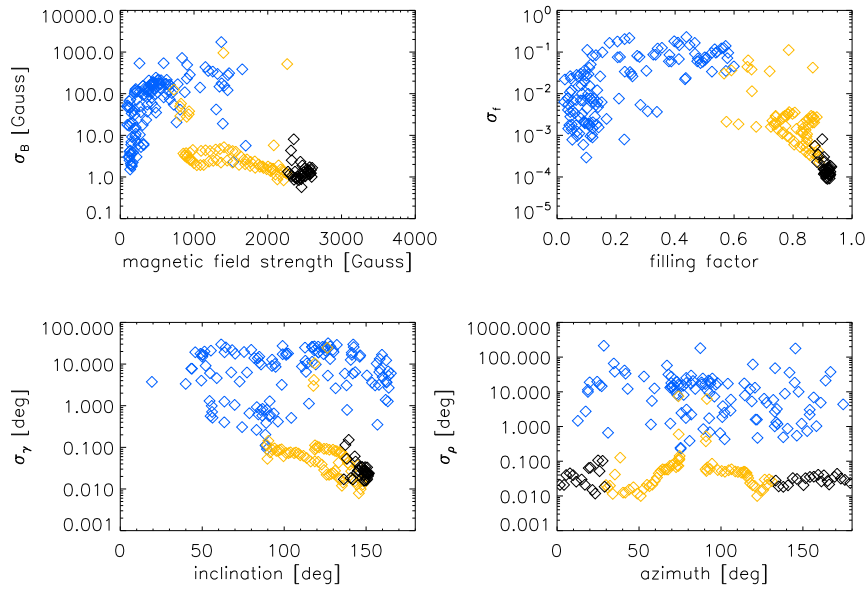 10000.0
1000.0
100.0
10.0
1.0
0.1
σB [Gauss]
0 1000 2000 3000 4000
magnetic field strength [Gauss]
10^0
10^-1
10^-2
10^-3
10^-4
10^-5
σf
0.0 0.2 0.4 0.6 0.8 1.0
filling factor
100.000
10.000
1.000
0.100
0.010
0.001
σγ [deg]
0 50 100 150
inclination [deg]
1000.000
100.000
10.000
1.000
0.100
0.010
0.001
σρ [deg]
0 50 100 150
azimuth [deg]